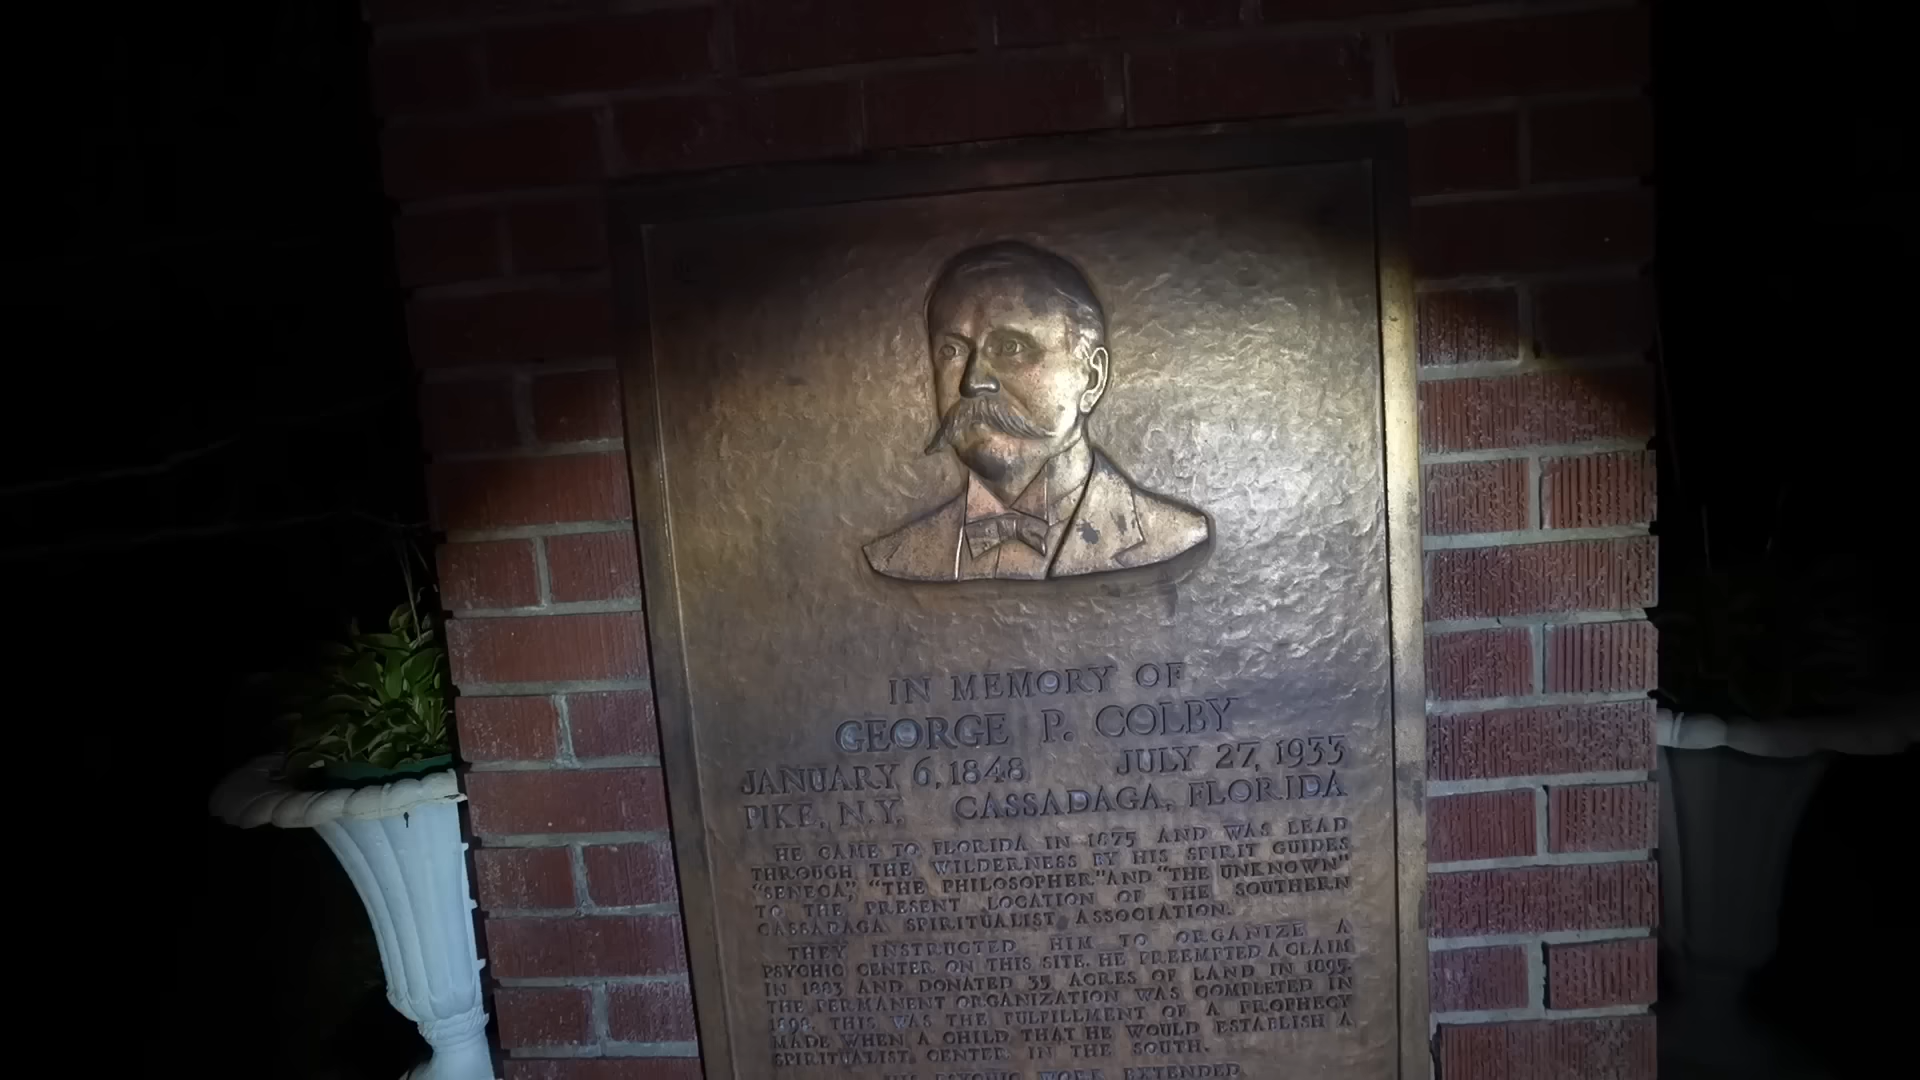 IN MEMORY OF
GEORGE P. COLBY
JANUARY 6, 1848 JULY 27, 1933
PIKE, N.Y. CASSADAGA, FLORIDA
HE CAME TO FLORIDA IN 1875 AND WAS LEAD
THROUGH THE WILDERNESS BY HIS SPIRIT GUIDES
"SENECA", "THE PHILOSOPHER" AND "THE UNKNOWN"
TO THE PRESENT LOCATION OF THE SOUTHERN
CASSADAGA SPIRITUALIST ASSOCIATION.
THEY INSTRUCTED HIM TO ORGANIZE A
PSYCHIC CENTER ON THIS SITE. HE PREEMPTED A CLAIM
IN 1883 AND DONATED 35 ACRES OF LAND IN 1895.
THE PERMANENT ORGANIZATION WAS COMPLETED IN
1898. THIS WAS THE FULFILLMENT OF A PROPHECY
MADE WHEN A CHILD THAT HE WOULD ESTABLISH A
SPIRITUALIST CENTER IN THE SOUTH.
HIS PSYCHIC WORK EXTENDED